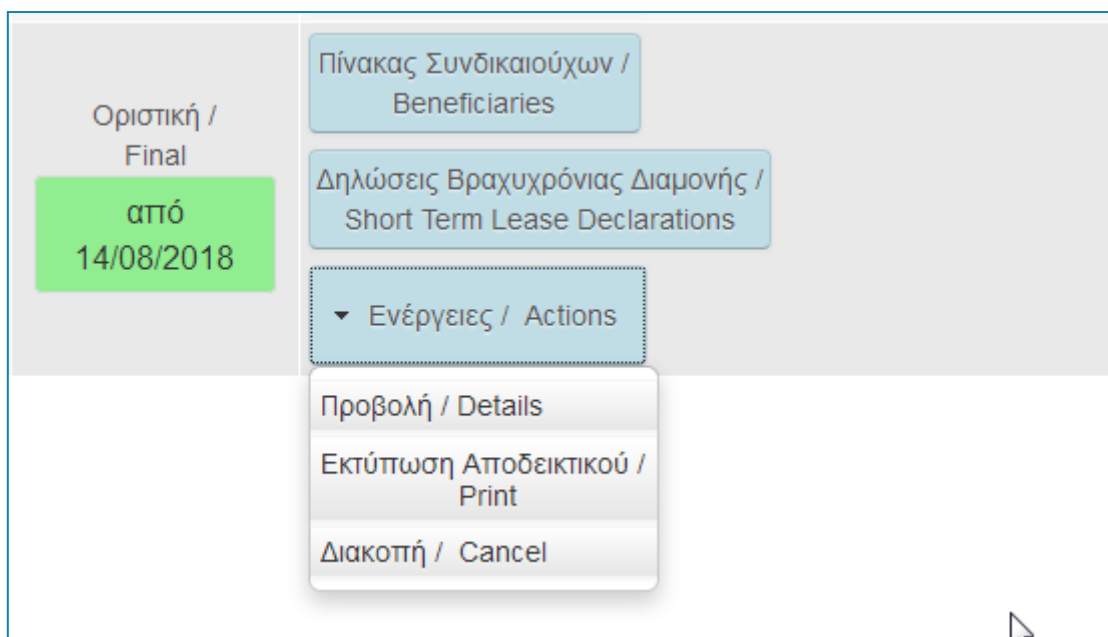 Οριστική /
Final
από
14/08/2018
Πίνακας Συνδικαιούχων /
Beneficiaries
Δηλώσεις Βραχυχρόνιας Διαμονής /
Short Term Lease Declarations
Ενέργειες / Actions
Προβολή / Details
Εκτύπωση Αποδεικτικού /
Print
Διακοπή / Cancel